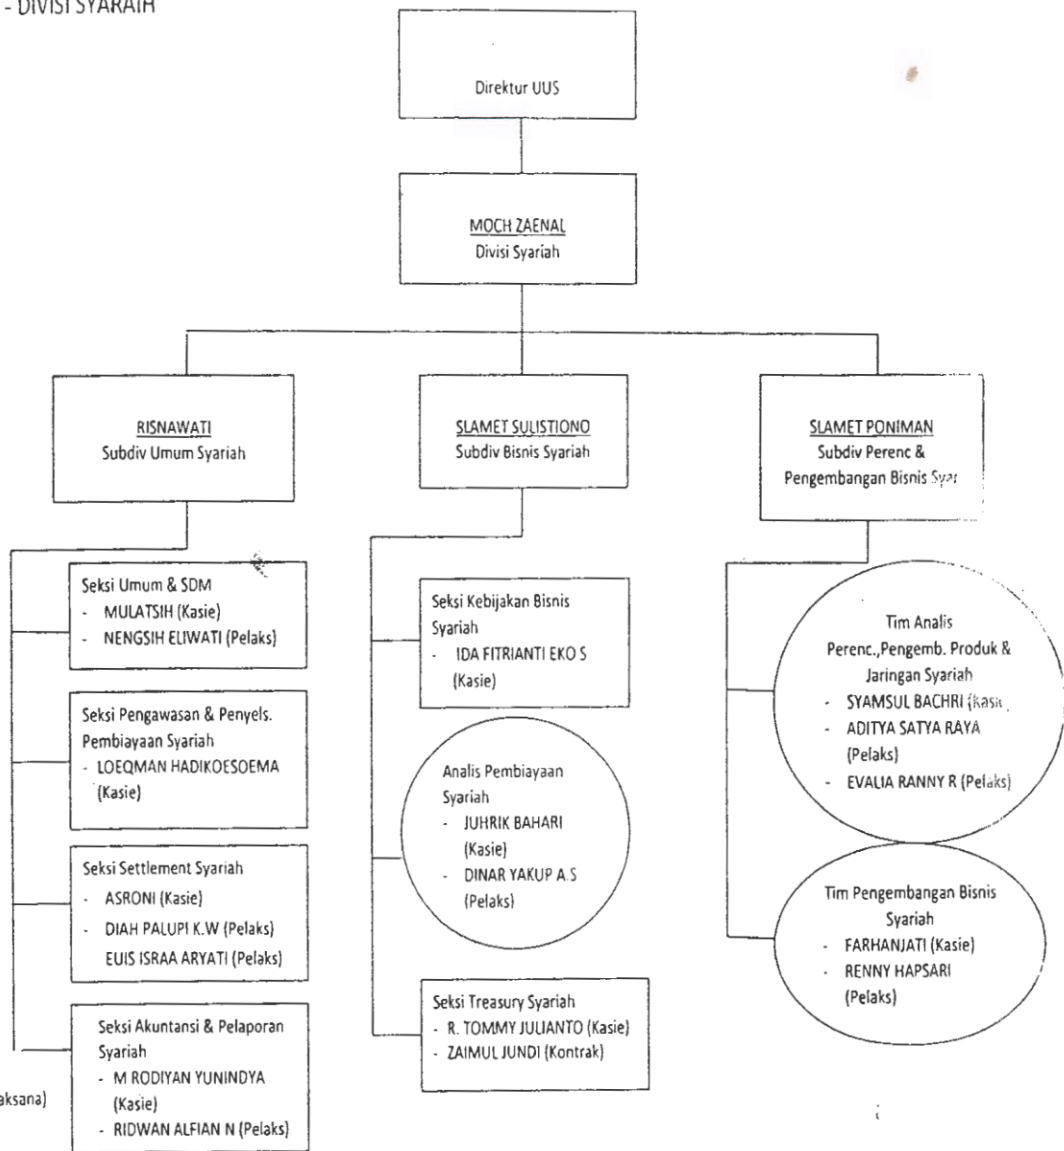 - DIVISI SYARAIH
Direktur UUS
MOCH ZAENAL
Divisi Syariah
RISNAWATI
Subdiv Umum Syariah
SLAMET SULISTIONO
Subdiv Bisnis Syariah
SLAMET PONIMAN
Subdiv Perenc &
Pengembangan Bisnis Syar
Seksi Umum & SDM
- MULATSIH (Kasie)
- NENGSIH ELIWATI (Pelaks)
Seksi Pengawasan & Penyels.
Pembiayaan Syariah
- LOEQMAN HADIKOESOEMA
(Kasie)
Seksi Settlement Syariah
- ASRONI (Kasie)
- DIAH PALUPI K.W (Pelaks)
EUIS ISRAA ARYATI (Pelaks)
Seksi Akuntansi & Pelaporan
Syariah
- M RODIYAN YUNINDYA
(Kasie)
- RIDWAN ALFIAN N (Pelaks)
aksana)
Seksi Kebijakan Bisnis
Syariah
- IDA FITRIANTI EKO S
(Kasie)
Analis Pembiayaan
Syariah
- JUHRIK BAHARI
(Kasie)
- DINAR YAKUP A.S
(Pelaks)
Seksi Treasury Syariah
- R. TOMMY JULIANTO (Kasie)
- ZAIMUL JUNDI (Kontrak)
Tim Analis
Perenc.,Pengemb. Produk &
Jaringan Syariah
- SYAMSUL BACHRI (Kasie
- ADITYA SATYA RAYA
(Pelaks)
- EVALIA RANNY R (Pelaks)
Tim Pengembangan Bisnis
Syariah
- FARHANJATI (Kasie)
- RENNY HAPSARI
(Pelaks)